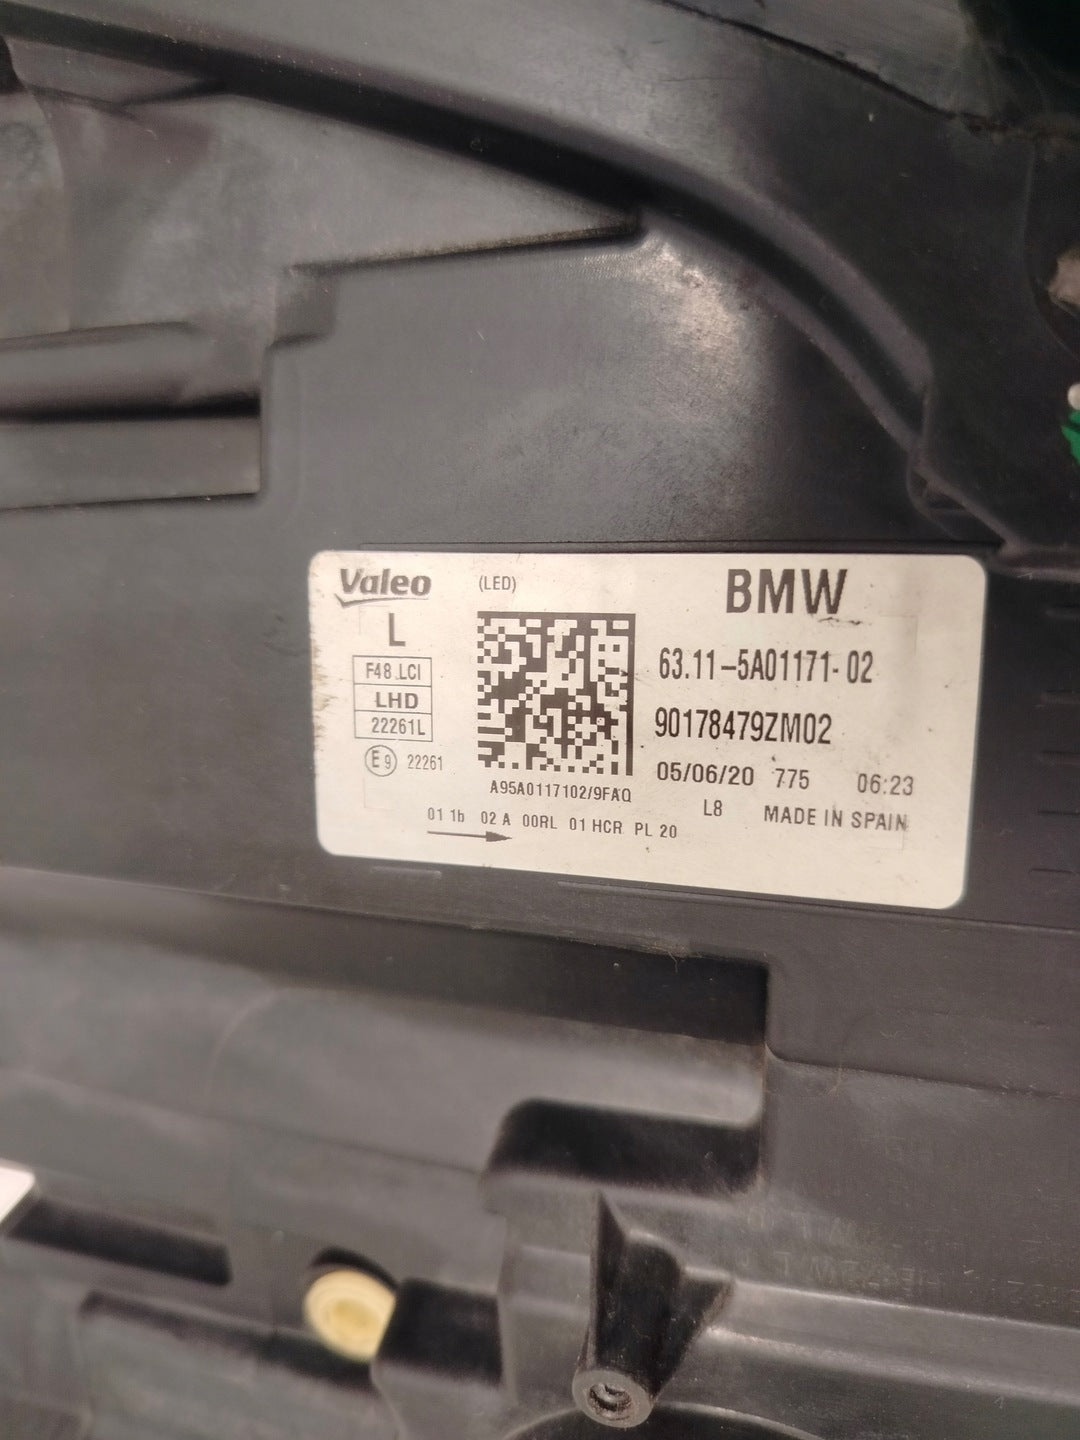 Valeo (LED) BMW
L
F48 LCI
LHD
22261L
E9 22261
63.11-5A01171-02
90178479ZM02
05/06/20 775 06:23
A95A0117102/9FAQ
L8 MADE IN SPAIN
01 1b 02 A 00RL 01 HCR PL 20